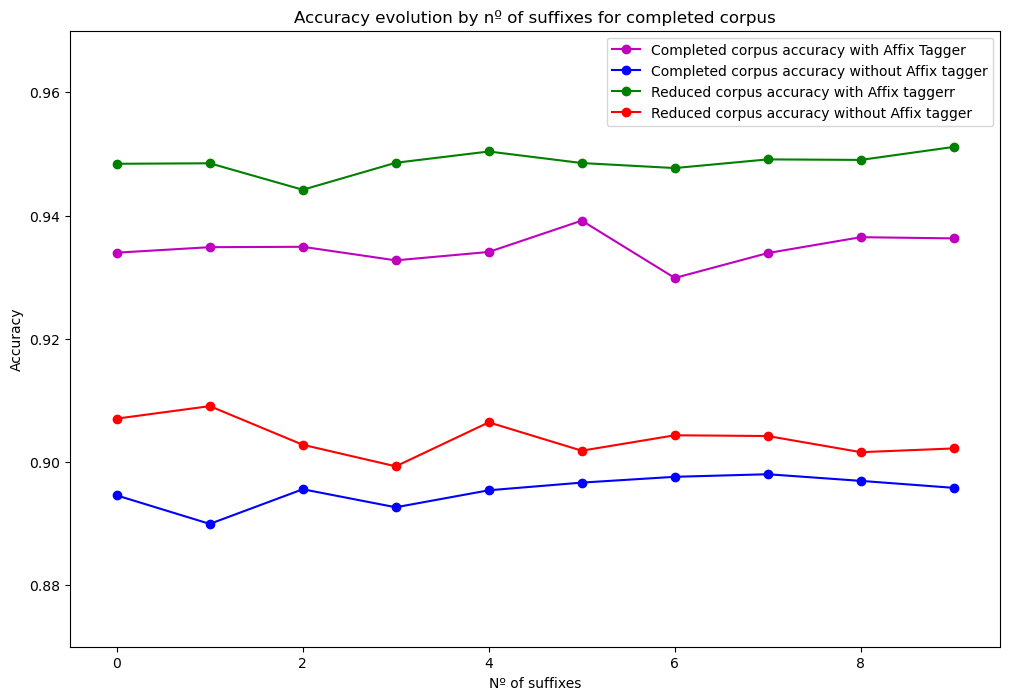 Accuracy evolution by nº of suffixes for completed corpus
Completed corpus accuracy with Affix Tagger
Completed corpus accuracy without Affix tagger
Reduced corpus accuracy with Affix taggerr
Reduced corpus accuracy without Affix tagger
0.96
0.94
0.92
0.90
0.88
Accuracy
0 2 4 6 8
Nº of suffixes